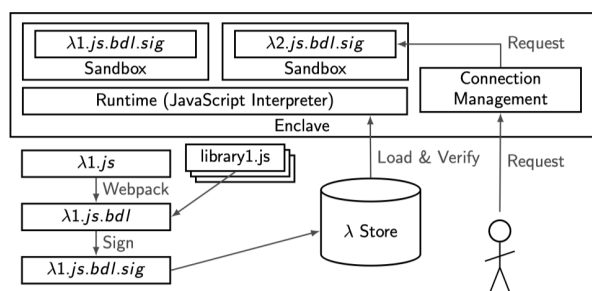 λ1.js.bdl.sig
Sandbox
λ2.js.bdl.sig
Sandbox
Request
Runtime (JavaScript Interpreter)
Connection
Management
Enclave
λ1.js
library1.js
Load & Verify
Request
Webpack
λ1.js.bdl
λ Store
Sign
λ1.js.bdl.sig